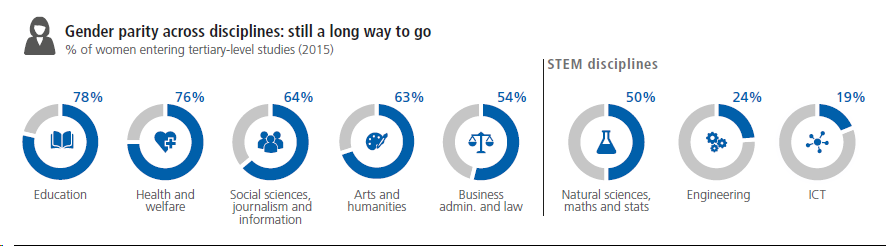 Gender parity across disciplines: still a long way to go
% of women entering tertiary-level studies (2015)
STEM disciplines
78%
76%
64%
63%
54%
50%
24%
19%
Education
Health and
welfare
Social sciences,
journalism and
information
Arts and
humanities
Business
admin. and law
Natural sciences,
maths and stats
Engineering
ICT